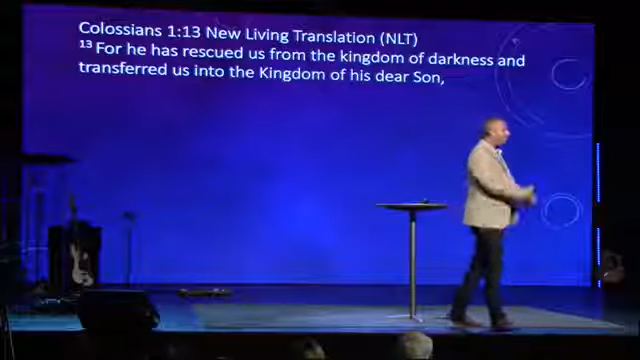 Colossians 1:13 New Living Translation (NLT)
13 For he has rescued us from the kingdom of darkness and
transferred us into the Kingdom of his dear Son,